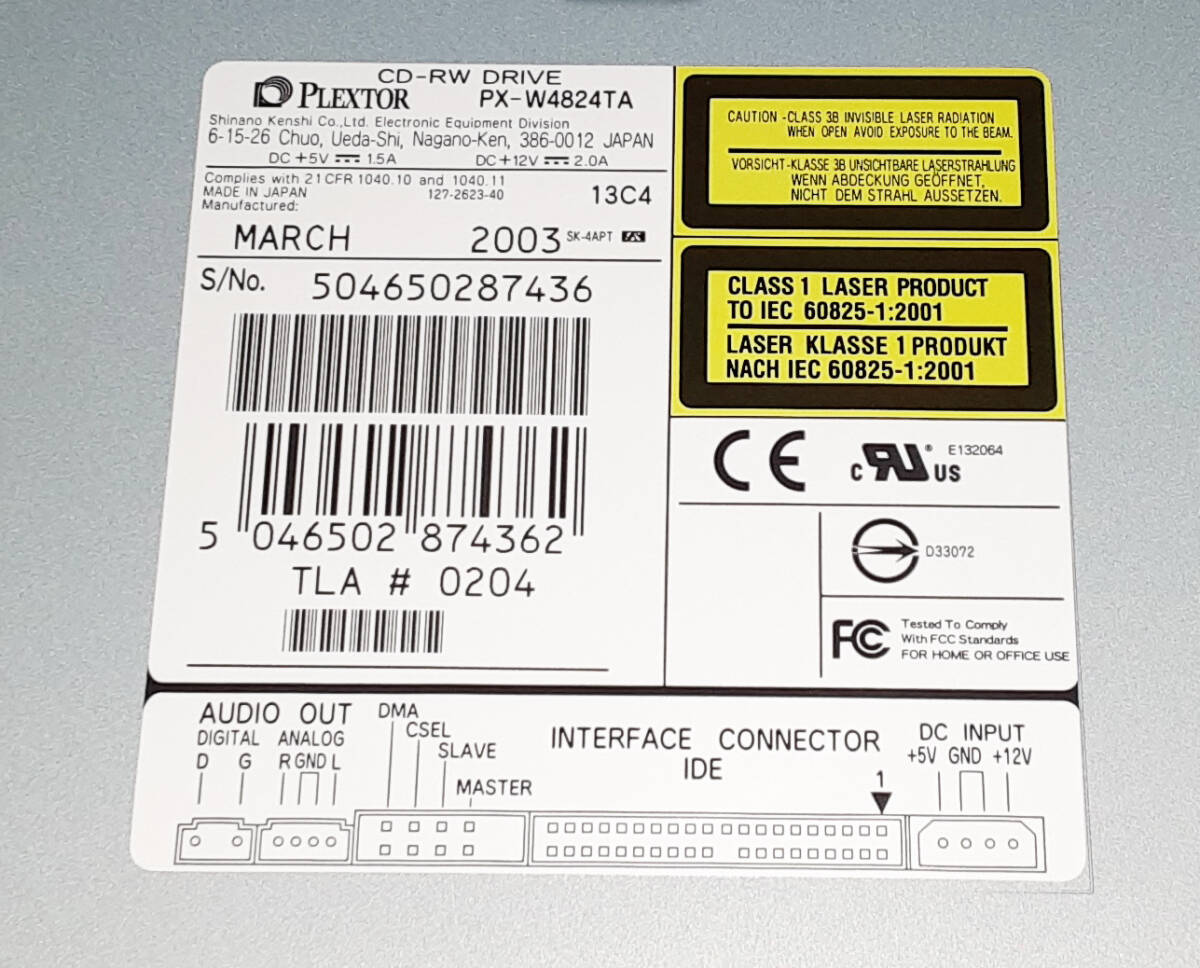 CD-RW DRIVE
PLEXTOR PX-W4824TA
Shinano Kenshi Co.,Ltd. Electronic Equipment Division
6-15-26 Chuo, Ueda-Shi, Nagano-Ken, 386-0012 JAPAN
DC +5V ⎓ 1.5A DC +12V ⎓ 2.0A
Complies with 21 CFR 1040.10 and 1040.11
MADE IN JAPAN 127-2623-40 13C4
Manufactured:
MARCH 2003 SK-4APT
S/No. 504650287436
5 046502 874362
TLA # 0204
CAUTION -CLASS 3B INVISIBLE LASER RADIATION
WHEN OPEN AVOID EXPOSURE TO THE BEAM.
VORSICHT-KLASSE 3B UNSICHTBARE LASERSTRAHLUNG
WENN ABDECKUNG GEÖFFNET,
NICHT DEM STRAHL AUSSETZEN.
CLASS 1 LASER PRODUCT
TO IEC 60825-1:2001
LASER KLASSE 1 PRODUKT
NACH IEC 60825-1:2001
CE c RU ® US E132064
D33072
FC Tested To Comply
With FCC Standards
FOR HOME OR OFFICE USE
AUDIO OUT
DIGITAL ANALOG
D G R GND L
DMA
CSEL
SLAVE
MASTER
INTERFACE CONNECTOR
IDE
1
DC INPUT
+5V GND +12V